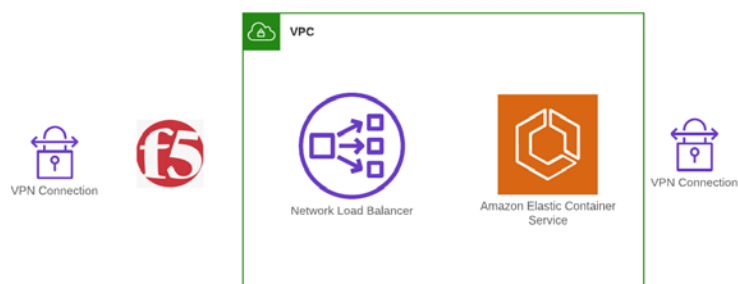 VPC
VPN Connection
f5
Network Load Balancer
Amazon Elastic Container
Service
VPN Connection